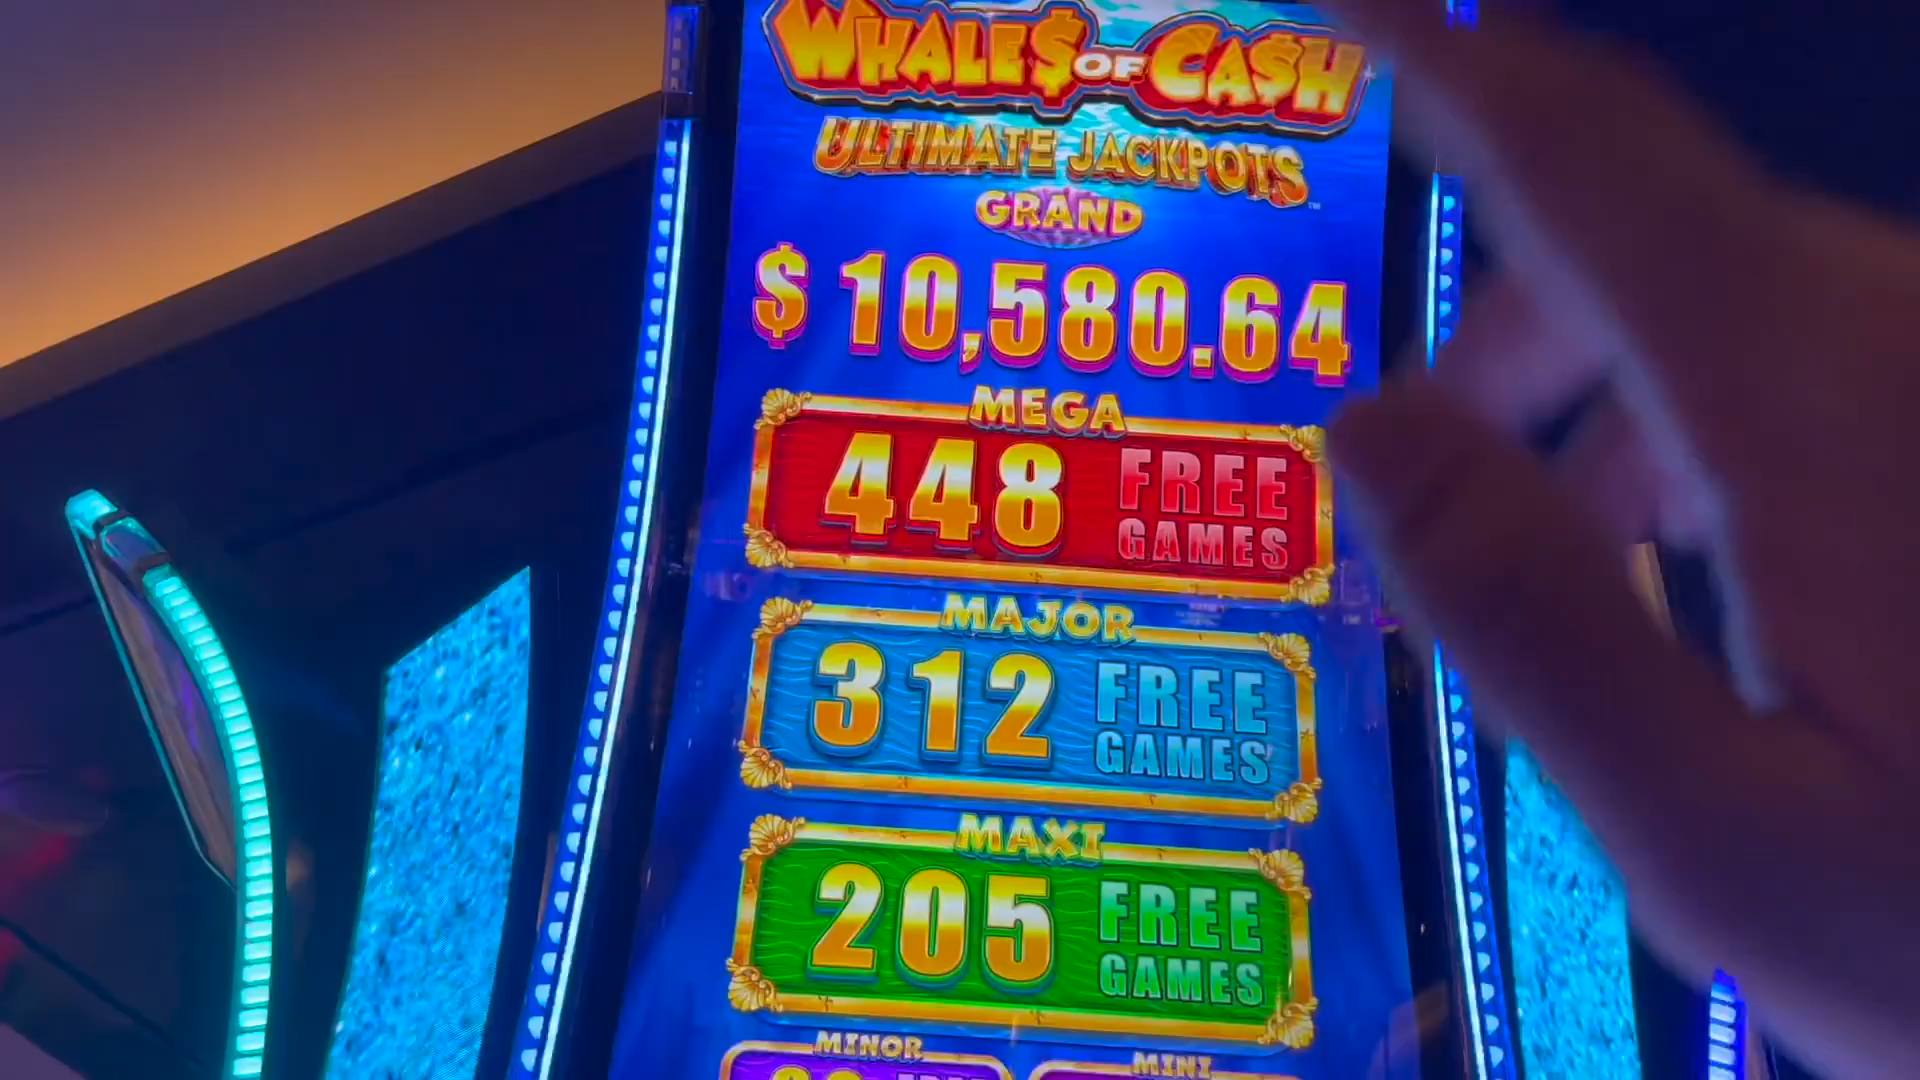 WHALE$ OF CA$H
ULTIMATE JACKPOTS™
GRAND
$10,580.64
MEGA
448 FREE GAMES
MAJOR
312 FREE GAMES
MAXI
205 FREE GAMES
MINOR
MINI